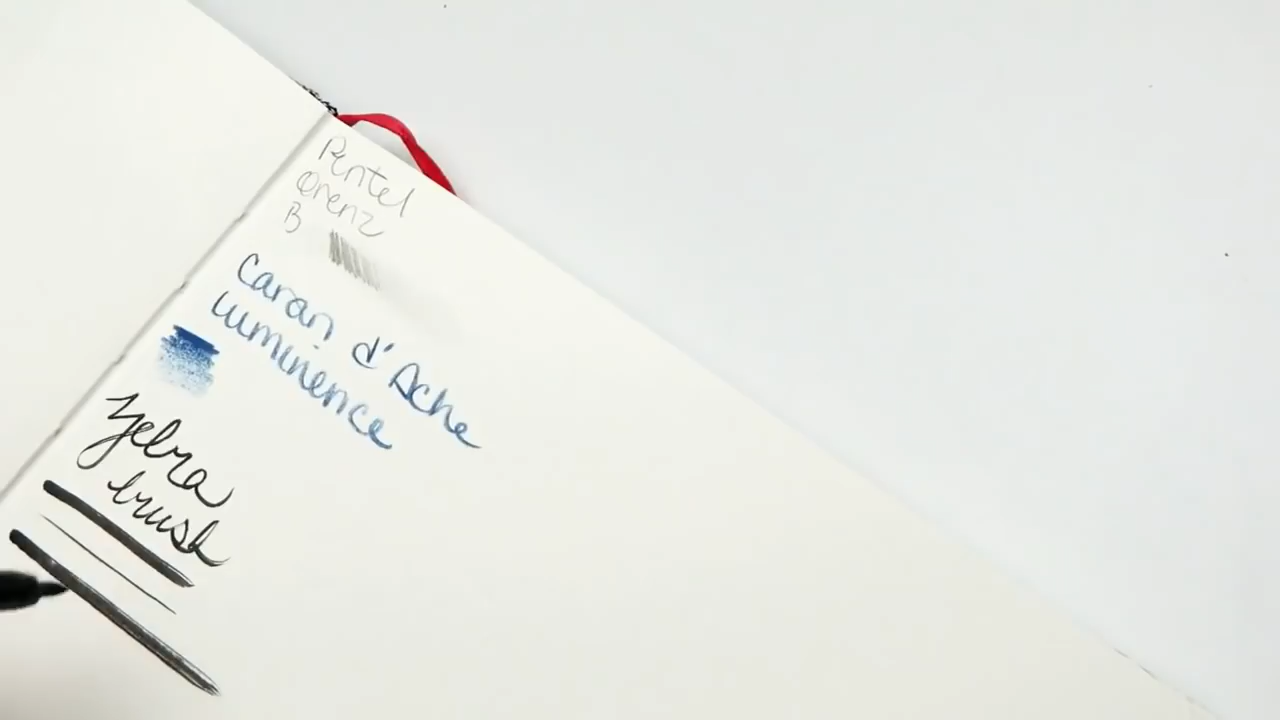 Pentel
Orenz
B
Caran d'Ache
Luminence
Zebra
brush